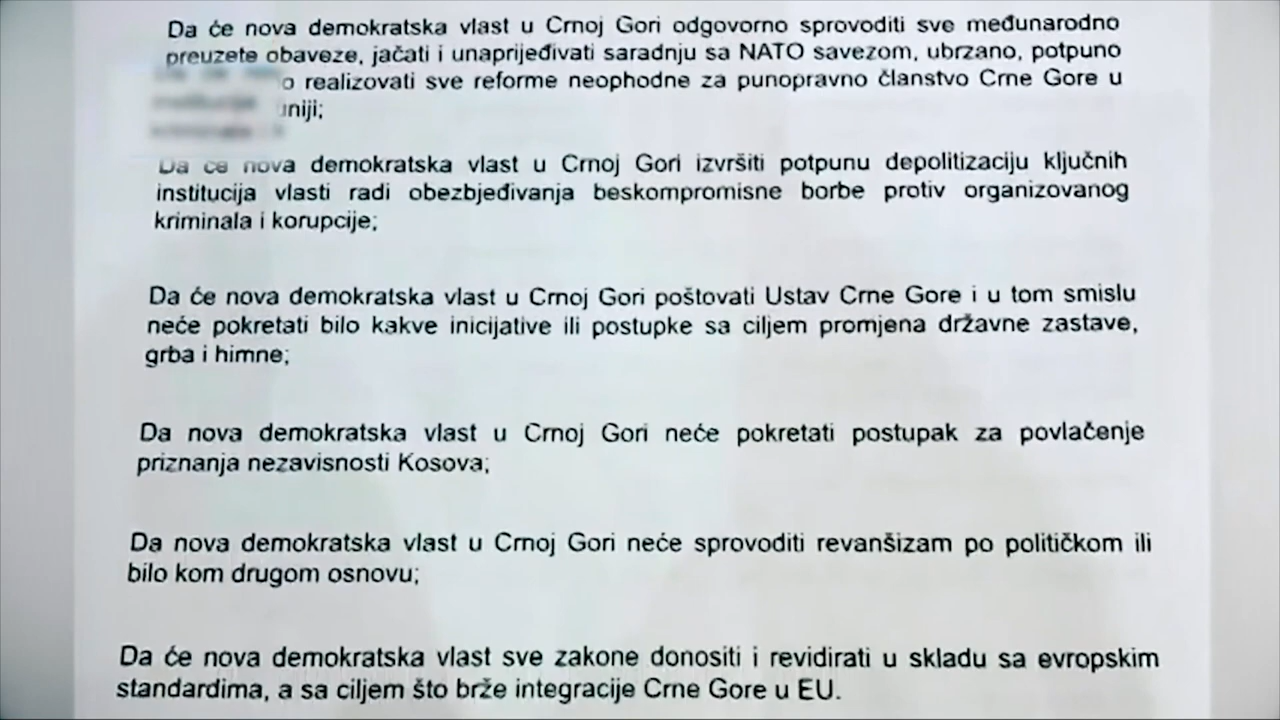 Da će nova demokratska vlast u Crnoj Gori odgovorno sprovoditi sve međunarodno
preuzete obaveze, jačati i unaprijeđivati saradnju sa NATO savezom, ubrzano, potpuno
realizovati sve reforme neophodne za punopravno članstvo Crne Gore u
Da će nova demokratska vlast u Crnoj Gori izvršiti potpunu depolitizaciju ključnih
institucija vlasti radi obezbjeđivanja beskompromisne borbe protiv organizovanog
kriminala i korupcije;
Da će nova demokratska vlast u Crnoj Gori poštovati Ustav Crne Gore i u tom smislu
neće pokretati bilo kakve inicijative ili postupke sa ciljem promjena državne zastave,
grba i himne;
Da nova demokratska vlast u Crnoj Gori neće pokretati postupak za povlačenje
priznanja nezavisnosti Kosova;
Da nova demokratska vlast u Crnoj Gori neće sprovoditi revanšizam po političkom ili
bilo kom drugom osnovu;
Da će nova demokratska vlast sve zakone donositi i revidirati u skladu sa evropskim
standardima, a sa ciljem što brže integracije Crne Gore u EU.